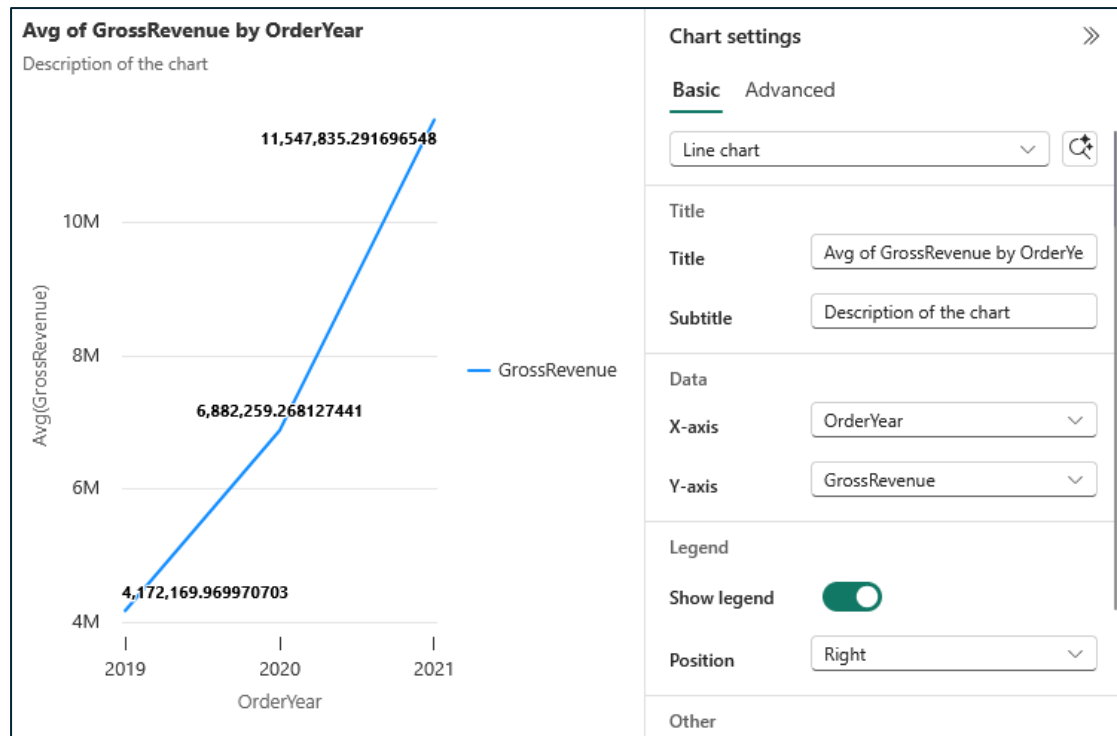 Avg of GrossRevenue by OrderYear
Description of the chart
11,547,835.291696548
10M
8M
6,882,259.268127441
6M
4,172,169.969970703
4M
Avg(GrossRevenue)
2019 2020 2021
OrderYear
GrossRevenue
Chart settings
Basic Advanced
Line chart
Title
Title Avg of GrossRevenue by OrderYe
Subtitle Description of the chart
Data
X-axis OrderYear
Y-axis GrossRevenue
Legend
Show legend
Position Right
Other